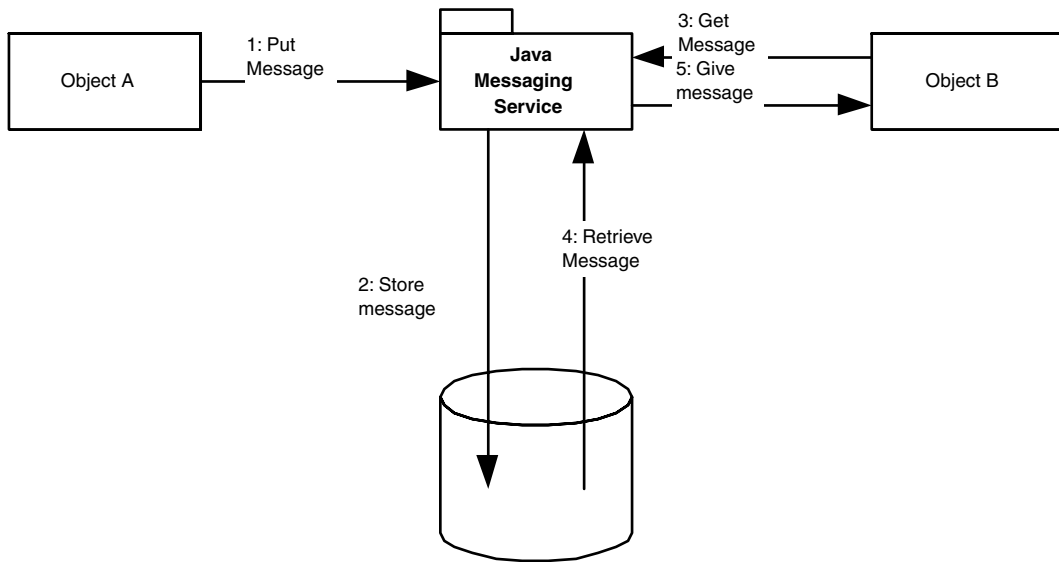 Object A
1: Put
Message
Java
Messaging
Service
3: Get
Message
5: Give
message
Object B
2: Store
message
4: Retrieve
Message